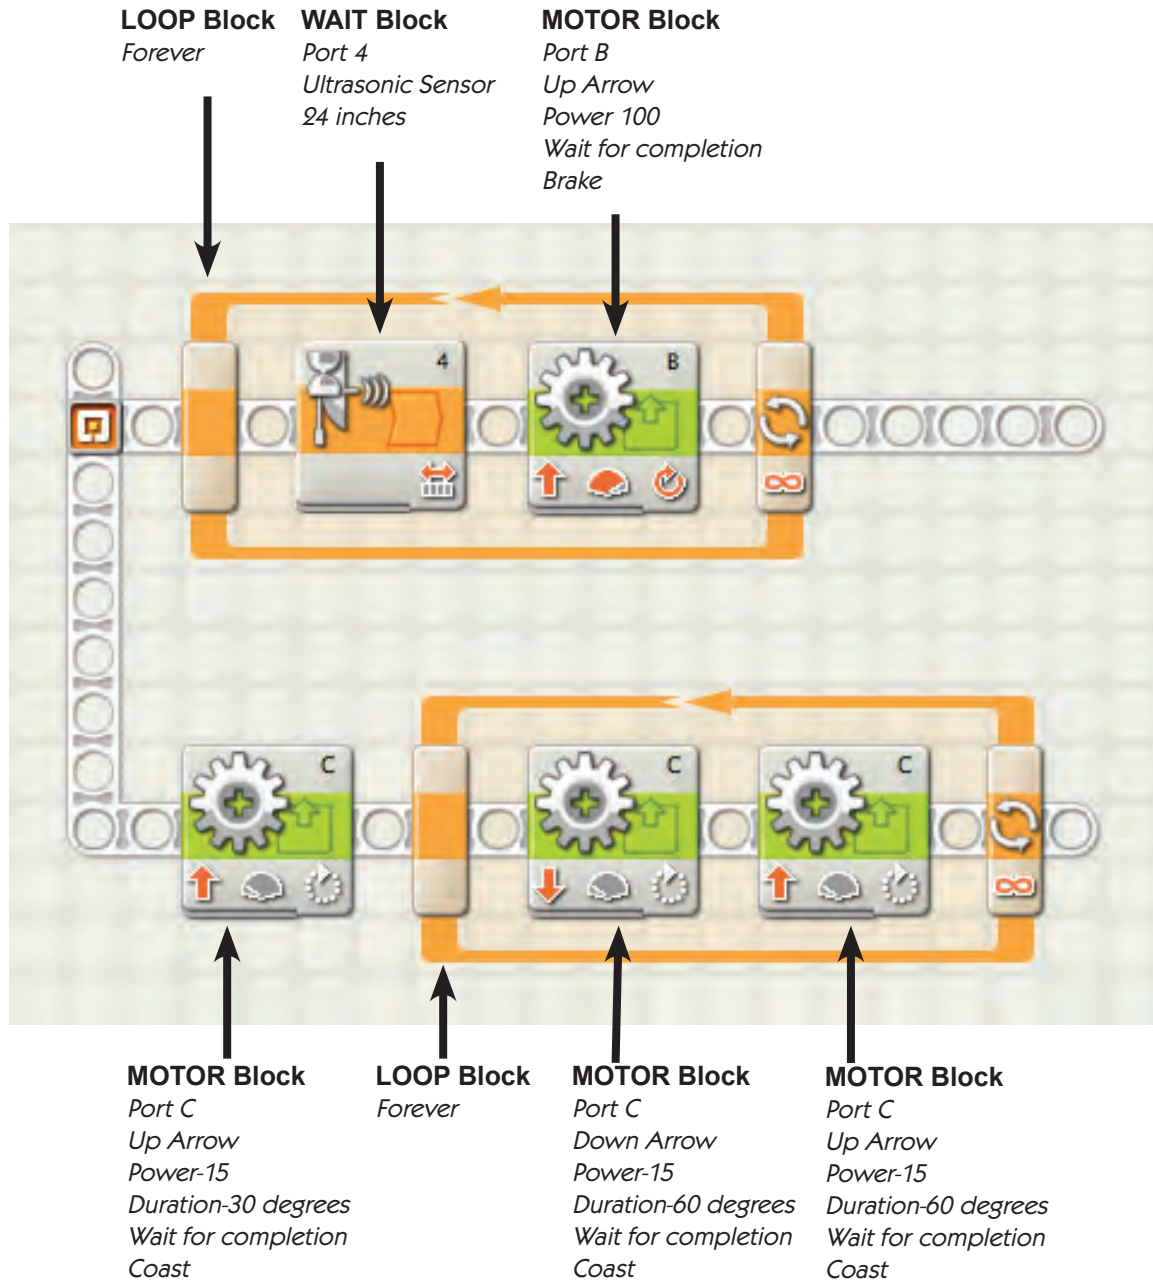 LOOP Block
Forever
WAIT Block
Port 4
Ultrasonic Sensor
24 inches
MOTOR Block
Port B
Up Arrow
Power 100
Wait for completion
Brake
4
B
C
C
C
MOTOR Block
Port C
Up Arrow
Power-15
Duration-30 degrees
Wait for completion
Coast
LOOP Block
Forever
MOTOR Block
Port C
Down Arrow
Power-15
Duration-60 degrees
Wait for completion
Coast
MOTOR Block
Port C
Up Arrow
Power-15
Duration-60 degrees
Wait for completion
Coast